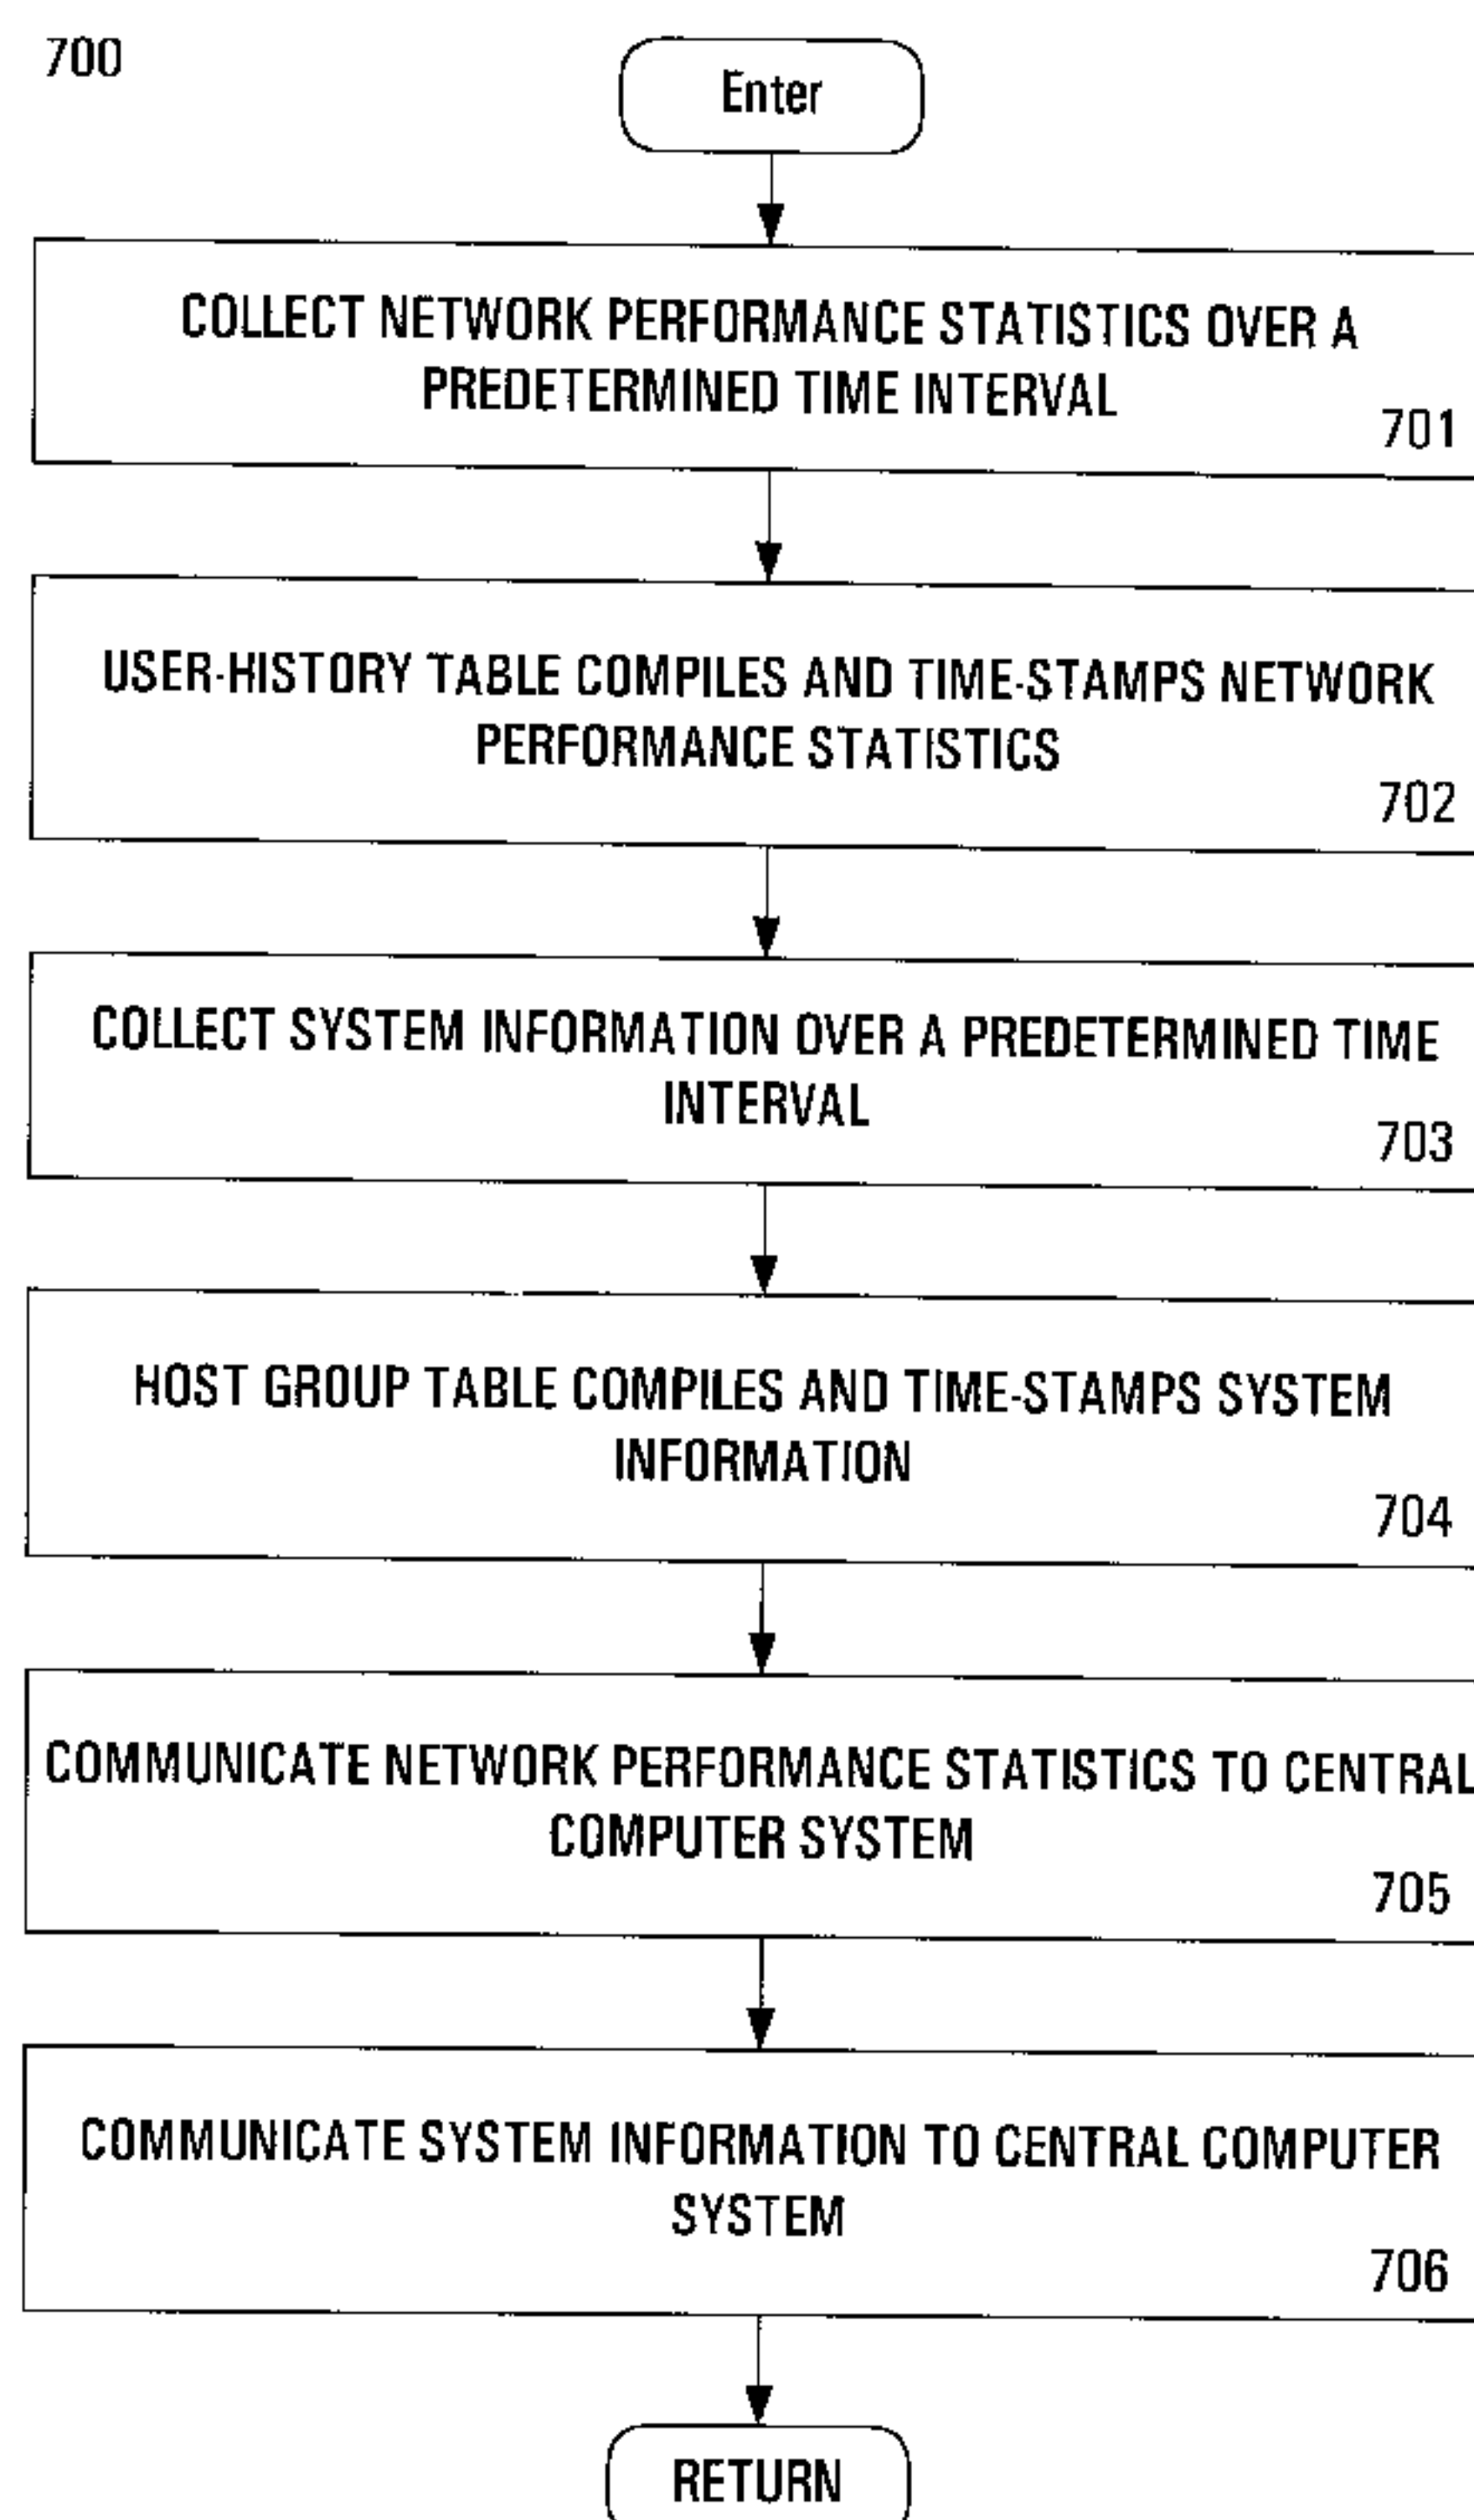 700
Enter
COLLECT NETWORK PERFORMANCE STATISTICS OVER A
PREDETERMINED TIME INTERVAL
701
USER-HISTORY TABLE COMPILES AND TIME-STAMPS NETWORK
PERFORMANCE STATISTICS
702
COLLECT SYSTEM INFORMATION OVER A PREDETERMINED TIME
INTERVAL
703
HOST GROUP TABLE COMPILES AND TIME-STAMPS SYSTEM
INFORMATION
704
COMMUNICATE NETWORK PERFORMANCE STATISTICS TO CENTRAL
COMPUTER SYSTEM
705
COMMUNICATE SYSTEM INFORMATION TO CENTRAL COMPUTER
SYSTEM
706
RETURN